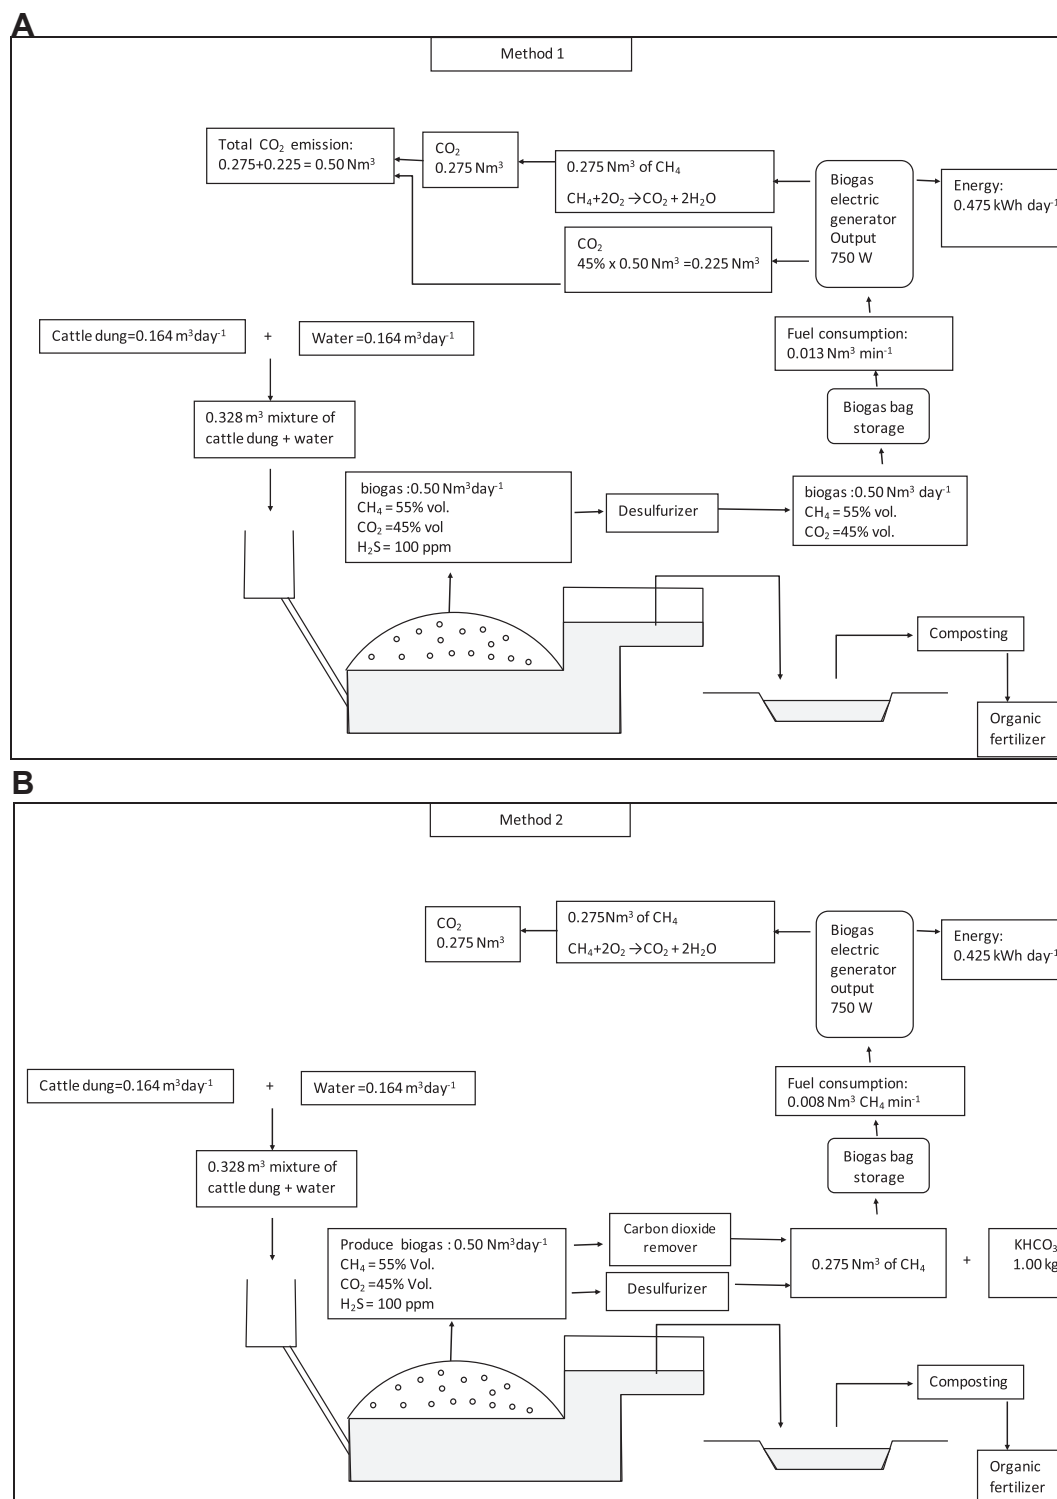 A
Method 1
Total CO₂ emission:
0.275+0.225 = 0.50 Nm³
CO₂
0.275 Nm³
0.275 Nm³ of CH₄
CH₄+2O₂ →CO₂ + 2H₂O
Biogas
electric
generator
Output
750 W
Energy:
0.475 kWh day⁻¹
CO₂
45% x 0.50 Nm³ =0.225 Nm³
Cattle dung=0.164 m³day⁻¹
+
Water =0.164 m³day⁻¹
Fuel consumption:
0.013 Nm³ min⁻¹
0.328 m³ mixture of
cattle dung + water
Biogas bag
storage
biogas :0.50 Nm³day⁻¹
CH₄ = 55% vol.
CO₂ =45% vol
H₂S = 100 ppm
Desulfurizer
biogas :0.50 Nm³ day⁻¹
CH₄ = 55% vol.
CO₂ =45% vol.
Composting
Organic
fertilizer
B
Method 2
CO₂
0.275 Nm³
0.275Nm³ of CH₄
CH₄+2O₂ →CO₂ + 2H₂O
Biogas
electric
generator
output
750 W
Energy:
0.425 kWh day⁻¹
Cattle dung=0.164 m³day⁻¹
+
Water =0.164 m³day⁻¹
Fuel consumption:
0.008 Nm³ CH₄ min⁻¹
0.328 m³ mixture of
cattle dung + water
Biogas bag
storage
Produce biogas : 0.50 Nm³day⁻¹
CH₄ = 55% Vol.
CO₂ =45% Vol.
H₂S = 100 ppm
Carbon dioxide
remover
Desulfurizer
0.275 Nm³ of CH₄
+
KHCO₃
1.00 kg
Composting
Organic
fertilizer